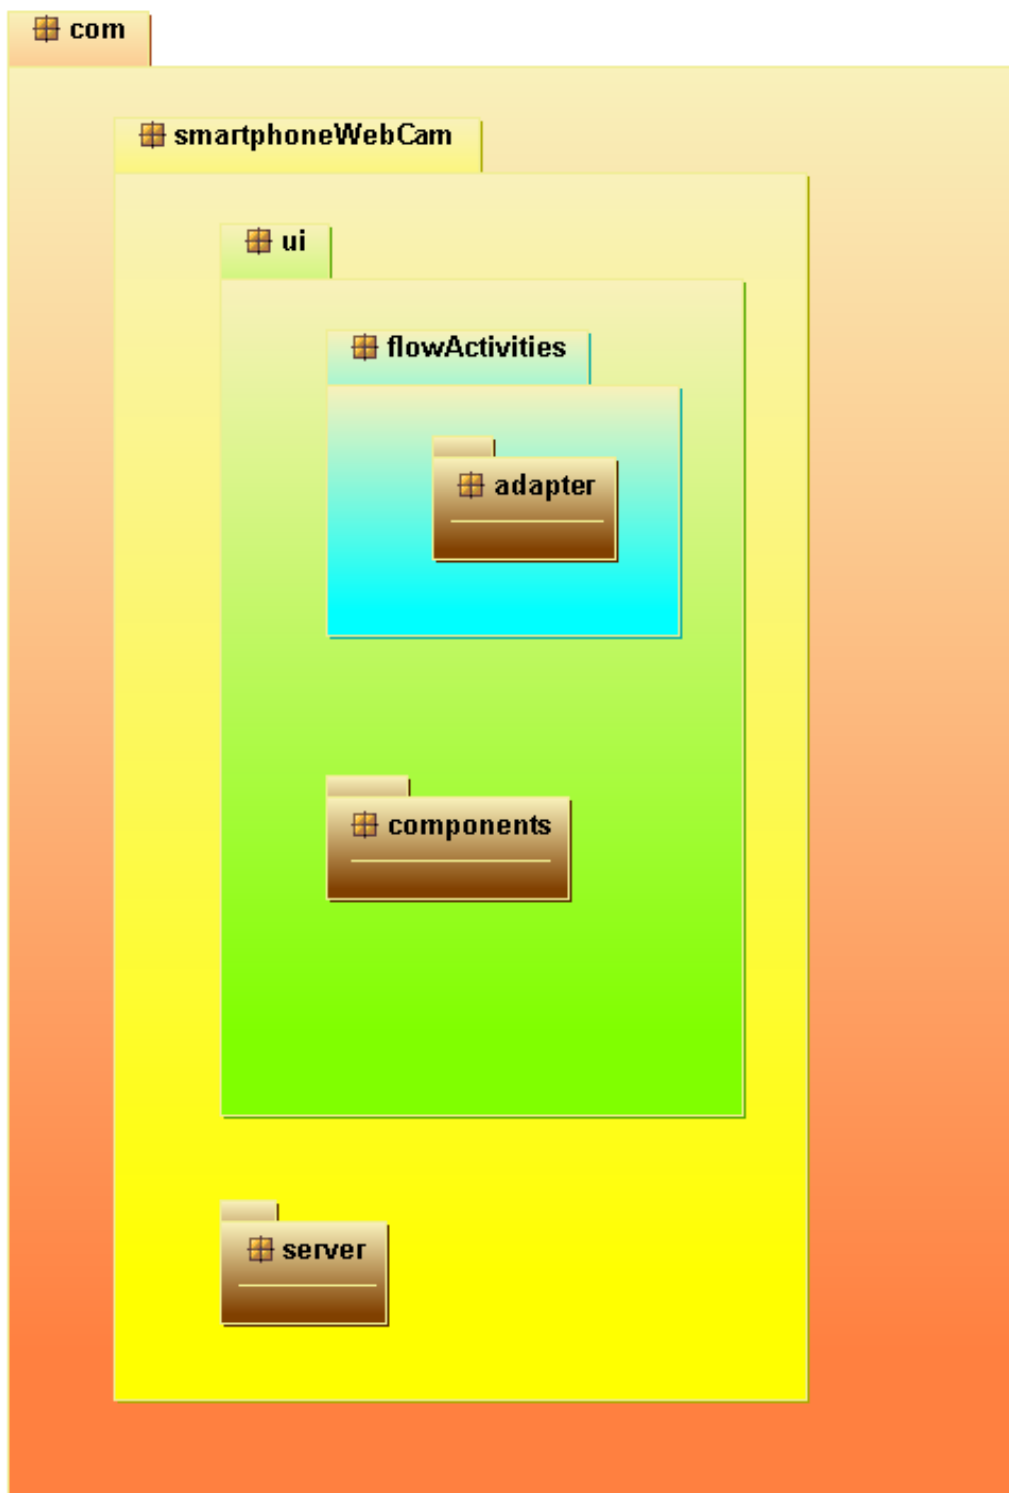 com
smartphoneWebCam
ui
flowActivities
adapter
components
server